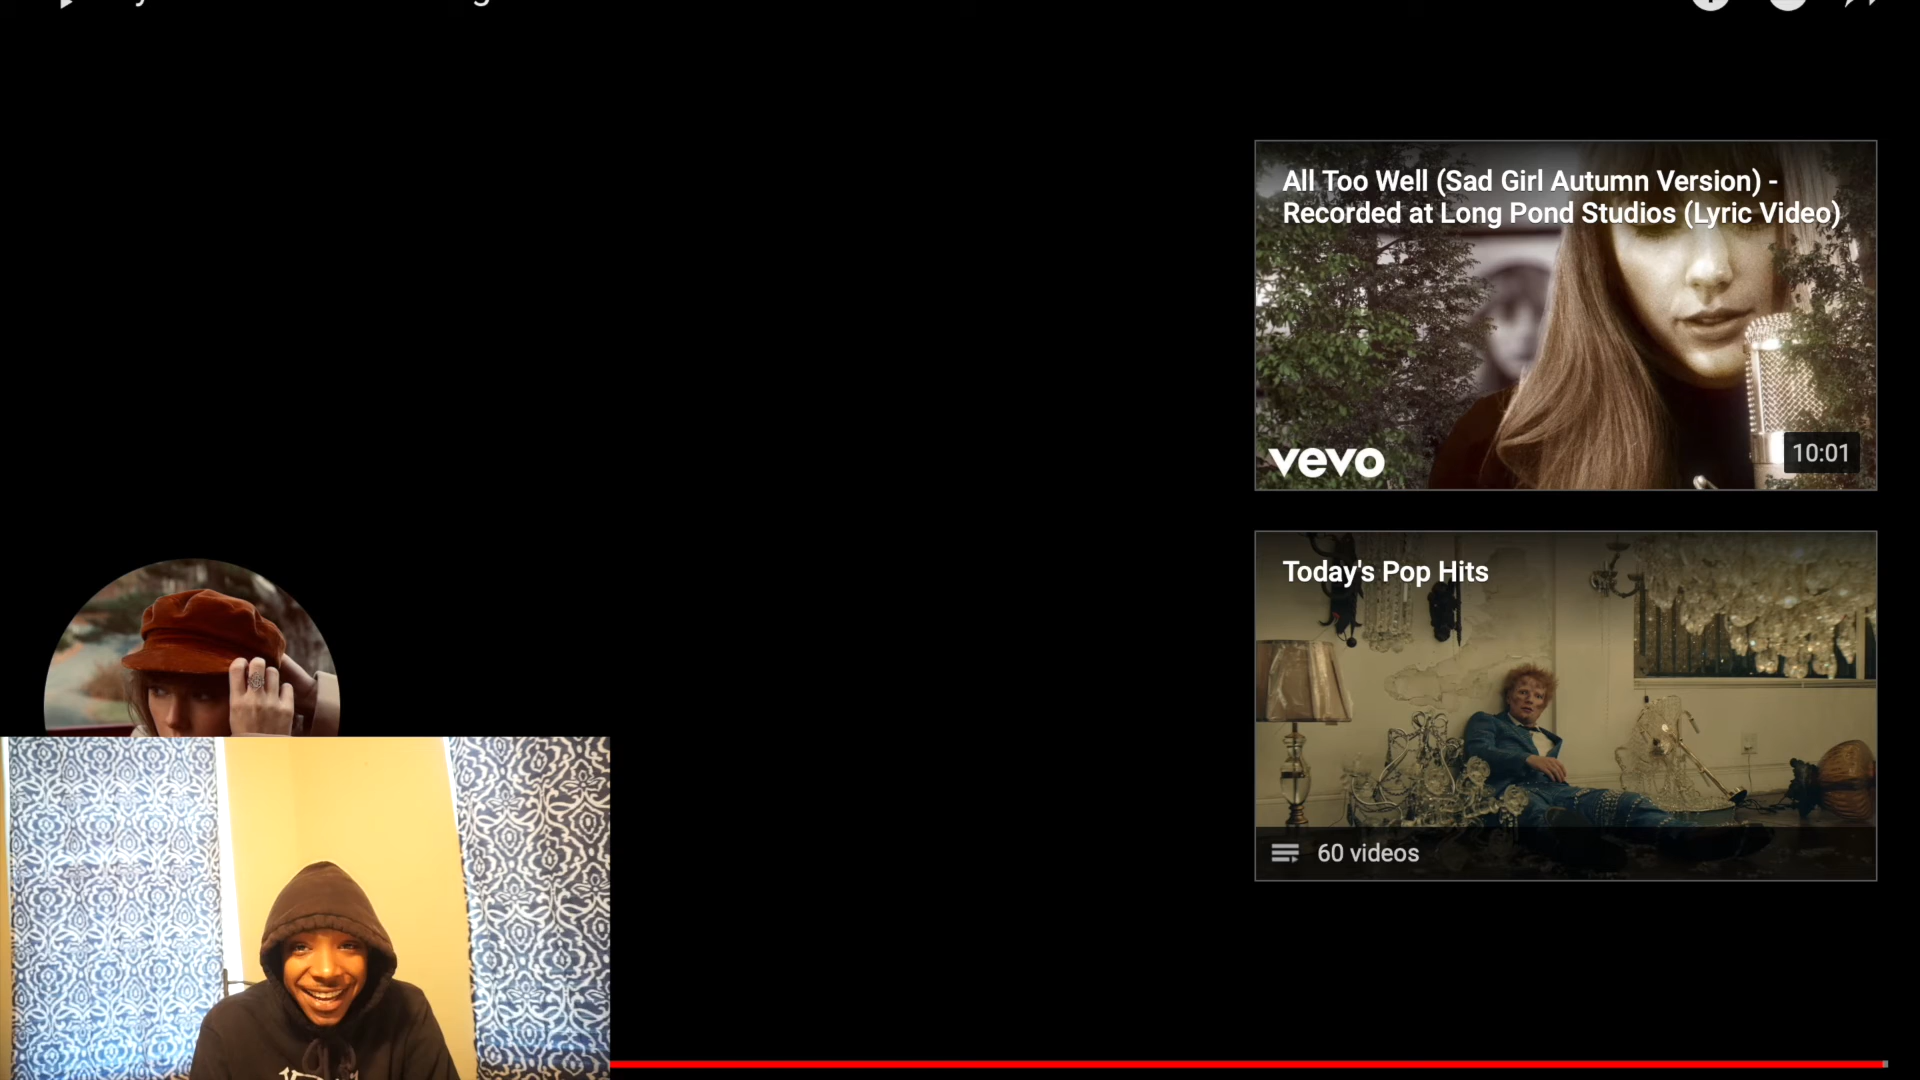 All Too Well (Sad Girl Autumn Version) -
Recorded at Long Pond Studios (Lyric Video)
vevo
10:01
Today's Pop Hits
60 videos